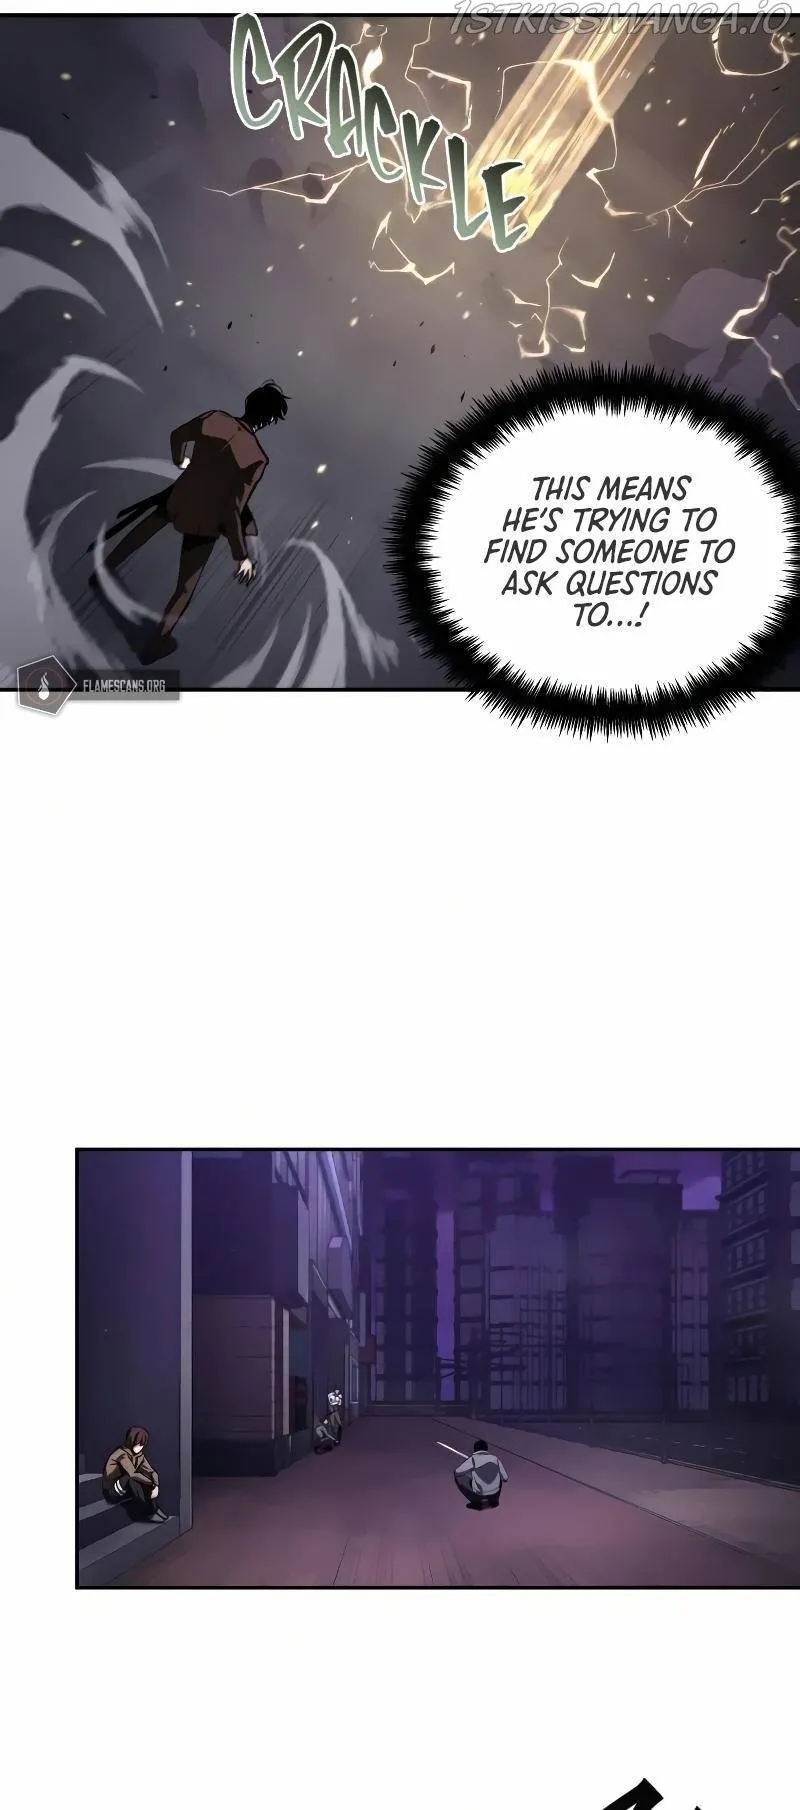 1STKISSMANGA.IO
CRACKLE
THIS MEANS
HE'S TRYING TO
FIND SOMEONE TO
ASK QUESTIONS
TO...!
FLAMESCANS.ORG